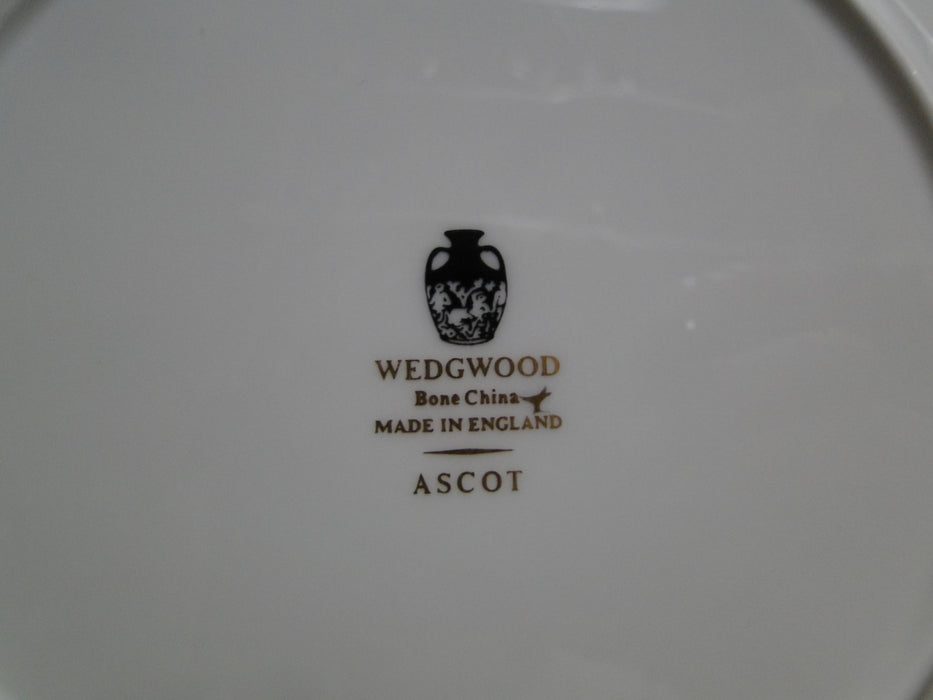 WEDGWOOD
Bone China
MADE IN ENGLAND
ASCOT